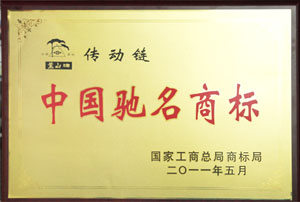 传动链
中国驰名商标
国家工商总局商标局
二〇一一年五月